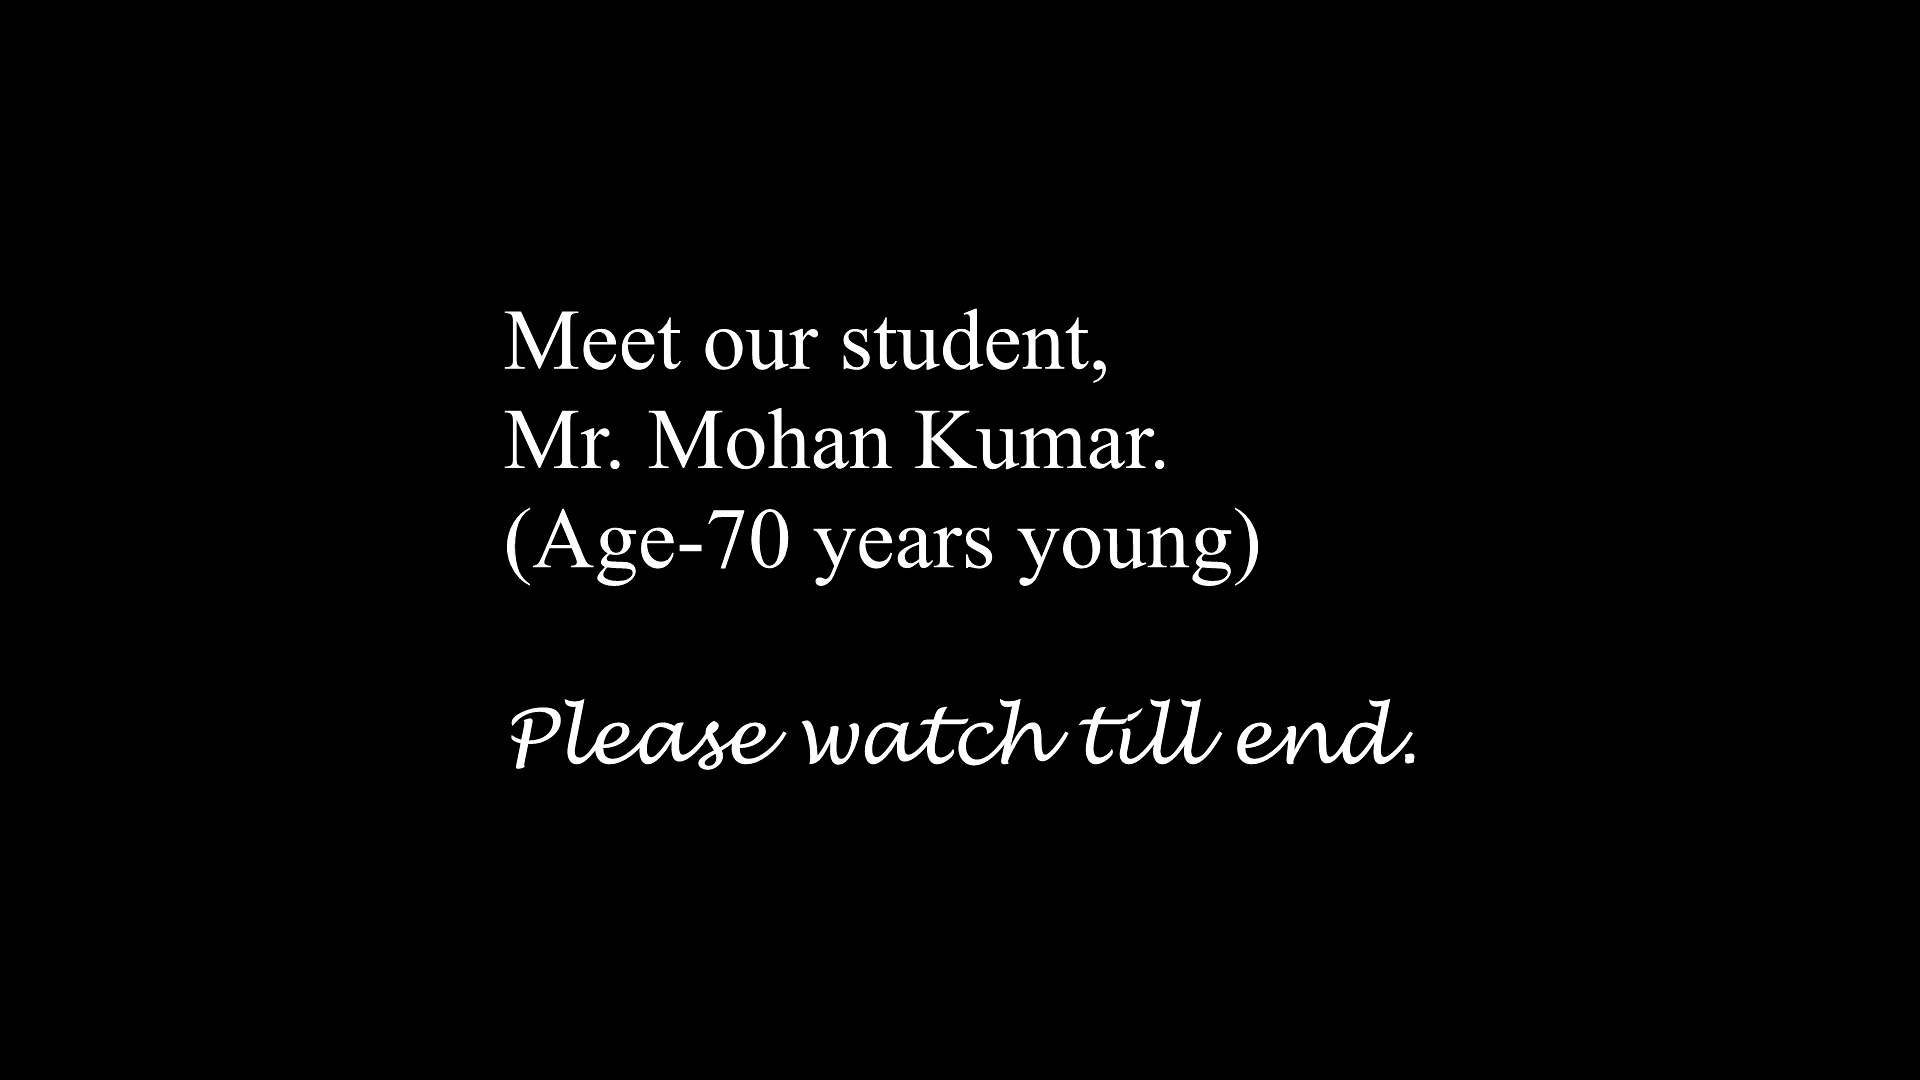 Meet our student,
Mr. Mohan Kumar.
(Age-70 years young)
Please watch till end.